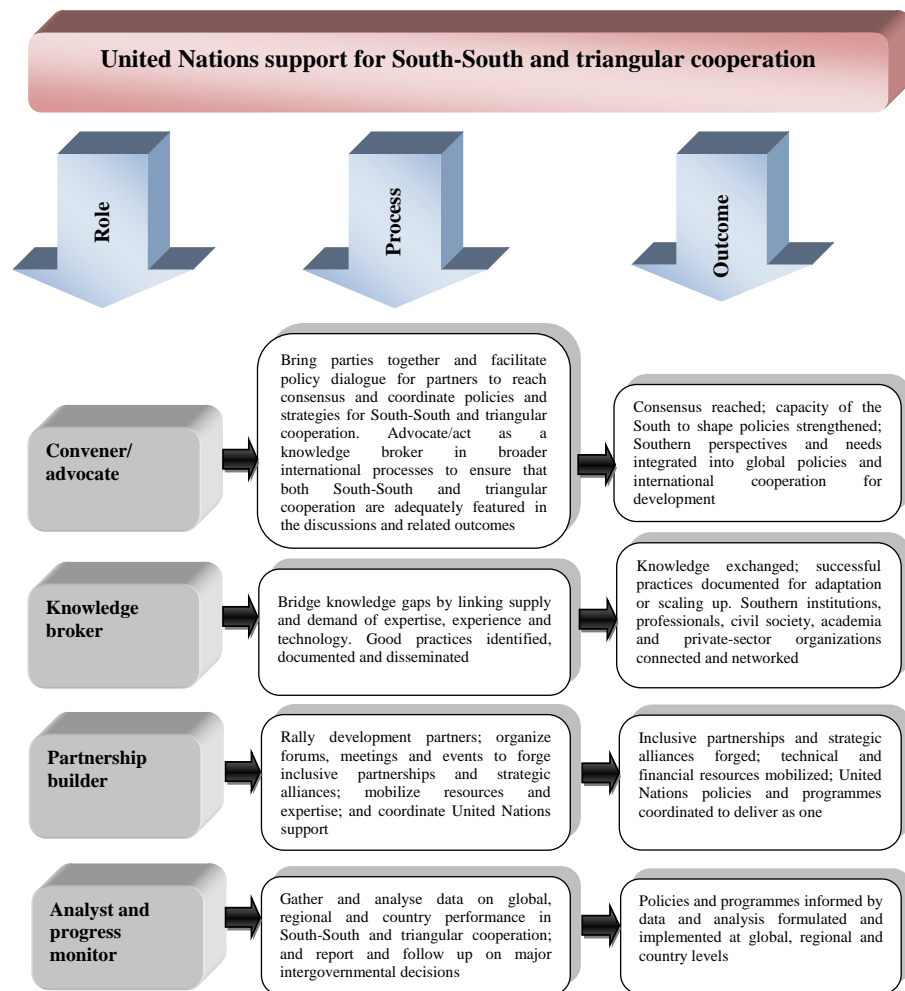 United Nations support for South-South and triangular cooperation
Role
Process
Outcome
Convener/
advocate
Bring parties together and facilitate
policy dialogue for partners to reach
consensus and coordinate policies and
strategies for South-South and triangular
cooperation. Advocate/act as a
knowledge broker in broader
international processes to ensure that
both South-South and triangular
cooperation are adequately featured in
the discussions and related outcomes
Consensus reached; capacity of the
South to shape policies strengthened;
Southern perspectives and needs
integrated into global policies and
international cooperation for
development
Knowledge
broker
Bridge knowledge gaps by linking supply
and demand of expertise, experience and
technology. Good practices identified,
documented and disseminated
Knowledge exchanged; successful
practices documented for adaptation
or scaling up. Southern institutions,
professionals, civil society, academia
and private-sector organizations
connected and networked
Partnership
builder
Rally development partners; organize
forums, meetings and events to forge
inclusive partnerships and strategic
alliances; mobilize resources and
expertise; and coordinate United Nations
support
Inclusive partnerships and strategic
alliances forged; technical and
financial resources mobilized; United
Nations policies and programmes
coordinated to deliver as one
Analyst and
progress
monitor
Gather and analyse data on global,
regional and country performance in
South-South and triangular cooperation;
and report and follow up on major
intergovernmental decisions
Policies and programmes informed by
data and analysis formulated and
implemented at global, regional and
country levels